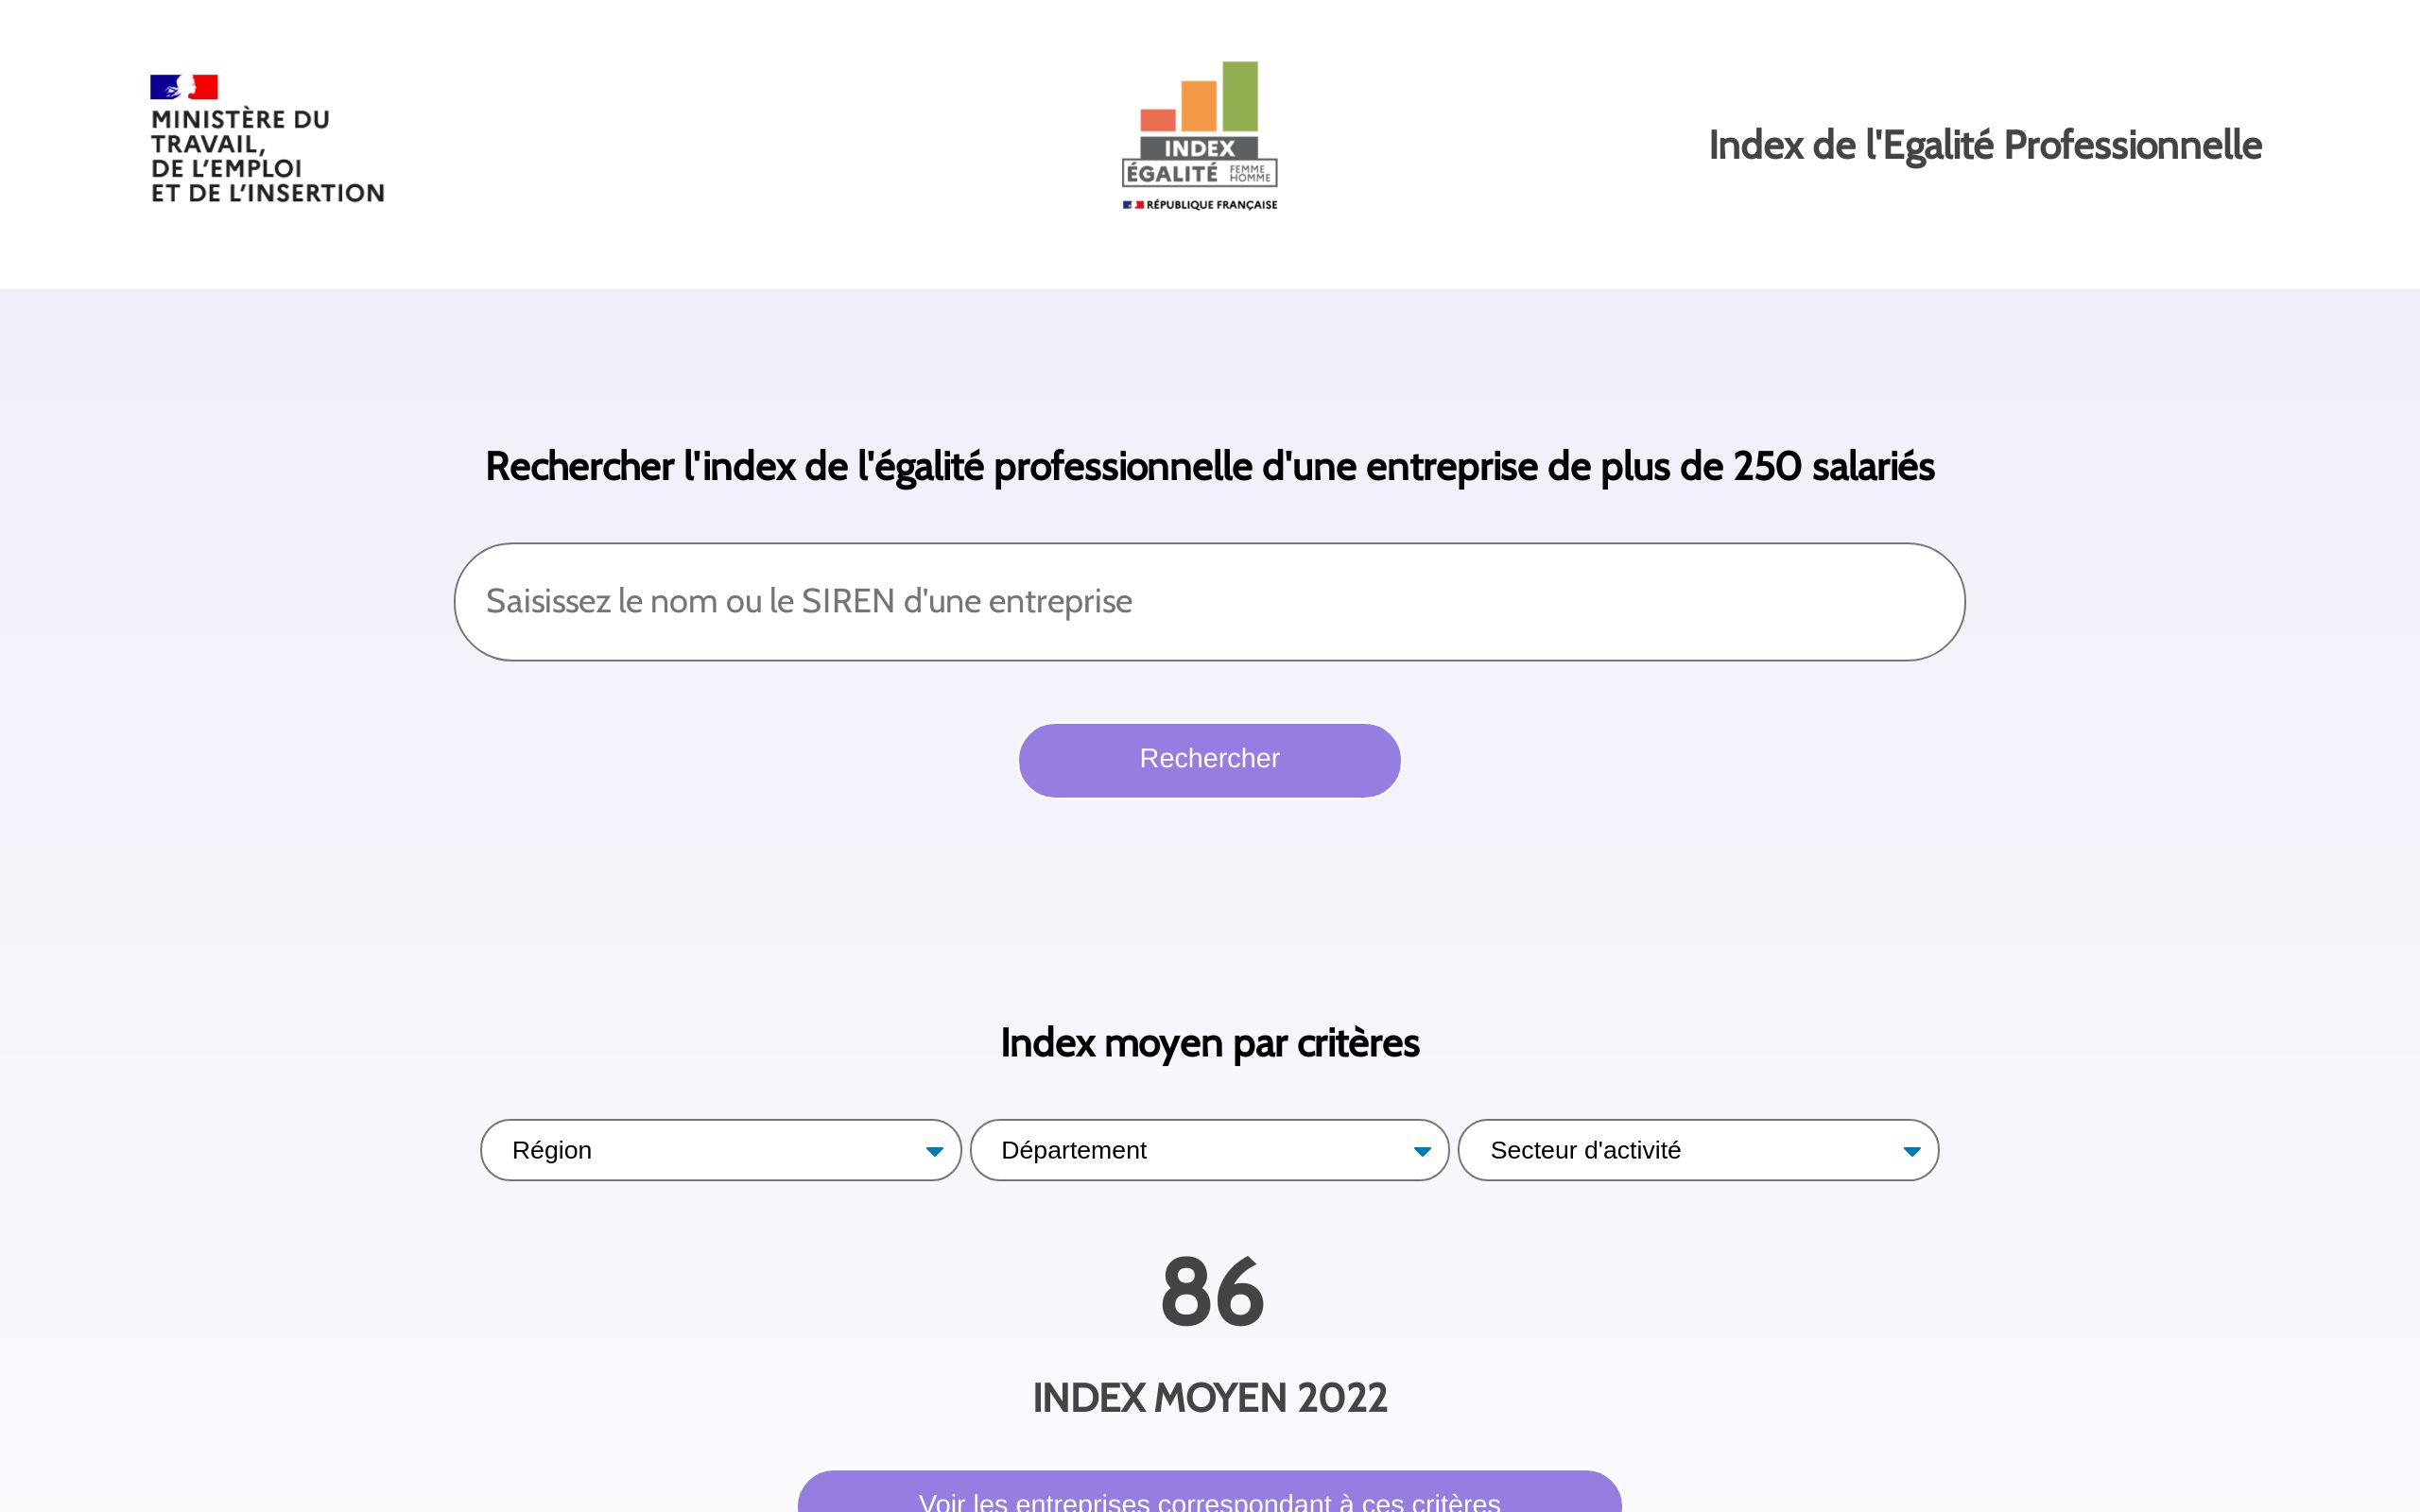 MINISTÈRE DU
TRAVAIL,
DE L'EMPLOI
ET DE L'INSERTION
INDEX
ÉGALITÉ FEMME
HOMME
RÉPUBLIQUE FRANÇAISE
Index de l'Egalité Professionnelle
Rechercher l'index de l'égalité professionnelle d'une entreprise de plus de 250 salariés
Saisissez le nom ou le SIREN d'une entreprise
Rechercher
Index moyen par critères
Région Département Secteur d'activité
86
INDEX MOYEN 2022
Voir les entreprises correspondant à ces critères